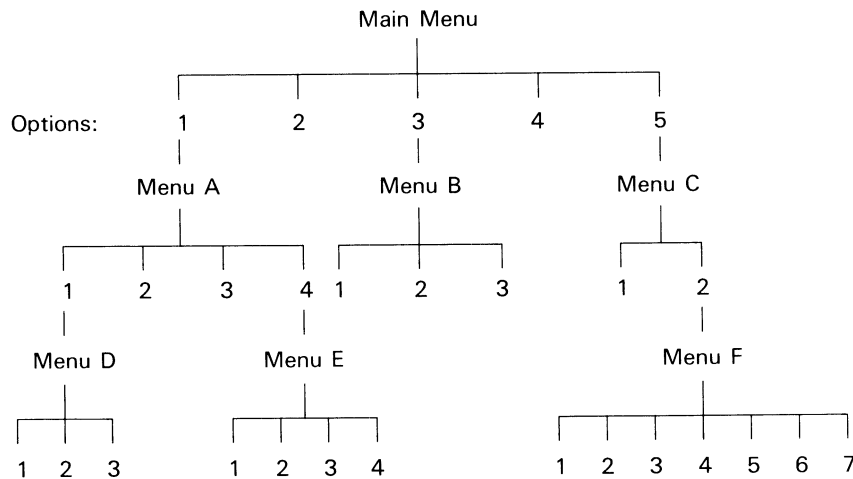 Main Menu
Options: 1 2 3 4 5
Menu A Menu B Menu C
1 2 3 4 1 2 3 1 2
Menu D Menu E Menu F
1 2 3 1 2 3 4 1 2 3 4 5 6 7